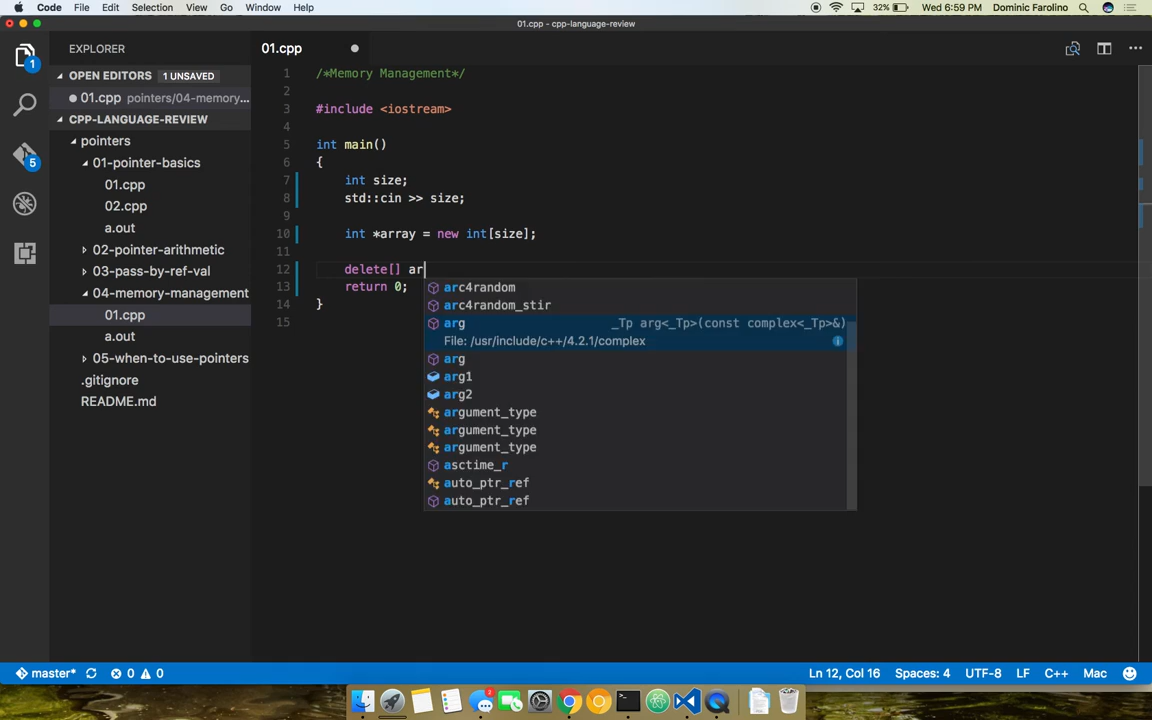 Code File Edit Selection View Go Window Help 32% Wed 6:59 PM Dominic Farolino
01.cpp - cpp-language-review
1
5
EXPLORER
OPEN EDITORS 1 UNSAVED
01.cpp pointers/04-memory...
CPP-LANGUAGE-REVIEW
pointers
01-pointer-basics
01.cpp
02.cpp
a.out
02-pointer-arithmetic
03-pass-by-ref-val
04-memory-management
01.cpp
a.out
05-when-to-use-pointers
.gitignore
README.md
01.cpp
1 /*Memory Management*/
2
3 #include <iostream>
4
5 int main()
6 {
7 int size;
8 std::cin >> size;
9
10 int *array = new int[size];
11
12 delete[] ar
13 return 0;
14 }
15
arc4random
arc4random_stir
arg _Tp arg<_Tp>(const complex<_Tp>&)
File: /usr/include/c++/4.2.1/complex
arg
arg1
arg2
argument_type
argument_type
argument_type
asctime_r
auto_ptr_ref
auto_ptr_ref
master* 0 0 Ln 12, Col 16 Spaces: 4 UTF-8 LF C++ Mac
3